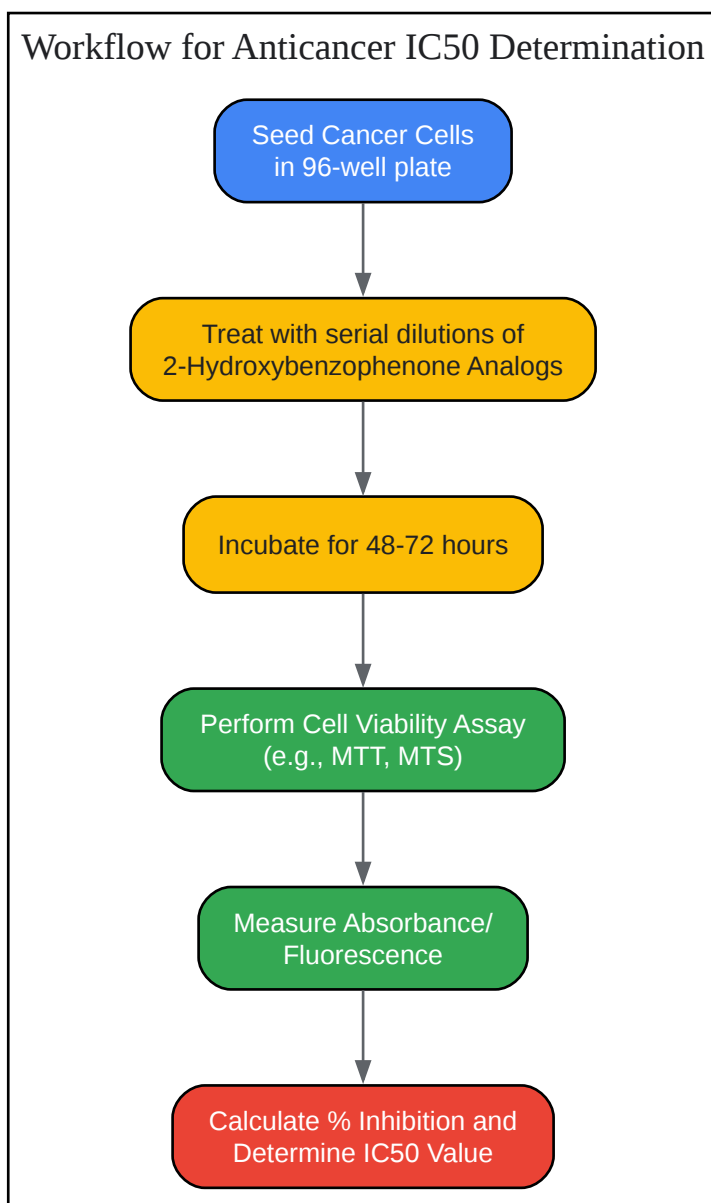 Workflow for Anticancer IC50 Determination
Seed Cancer Cells
in 96-well plate
Treat with serial dilutions of
2-Hydroxybenzophenone Analogs
Incubate for 48-72 hours
Perform Cell Viability Assay
(e.g., MTT, MTS)
Measure Absorbance/
Fluorescence
Calculate % Inhibition and
Determine IC50 Value